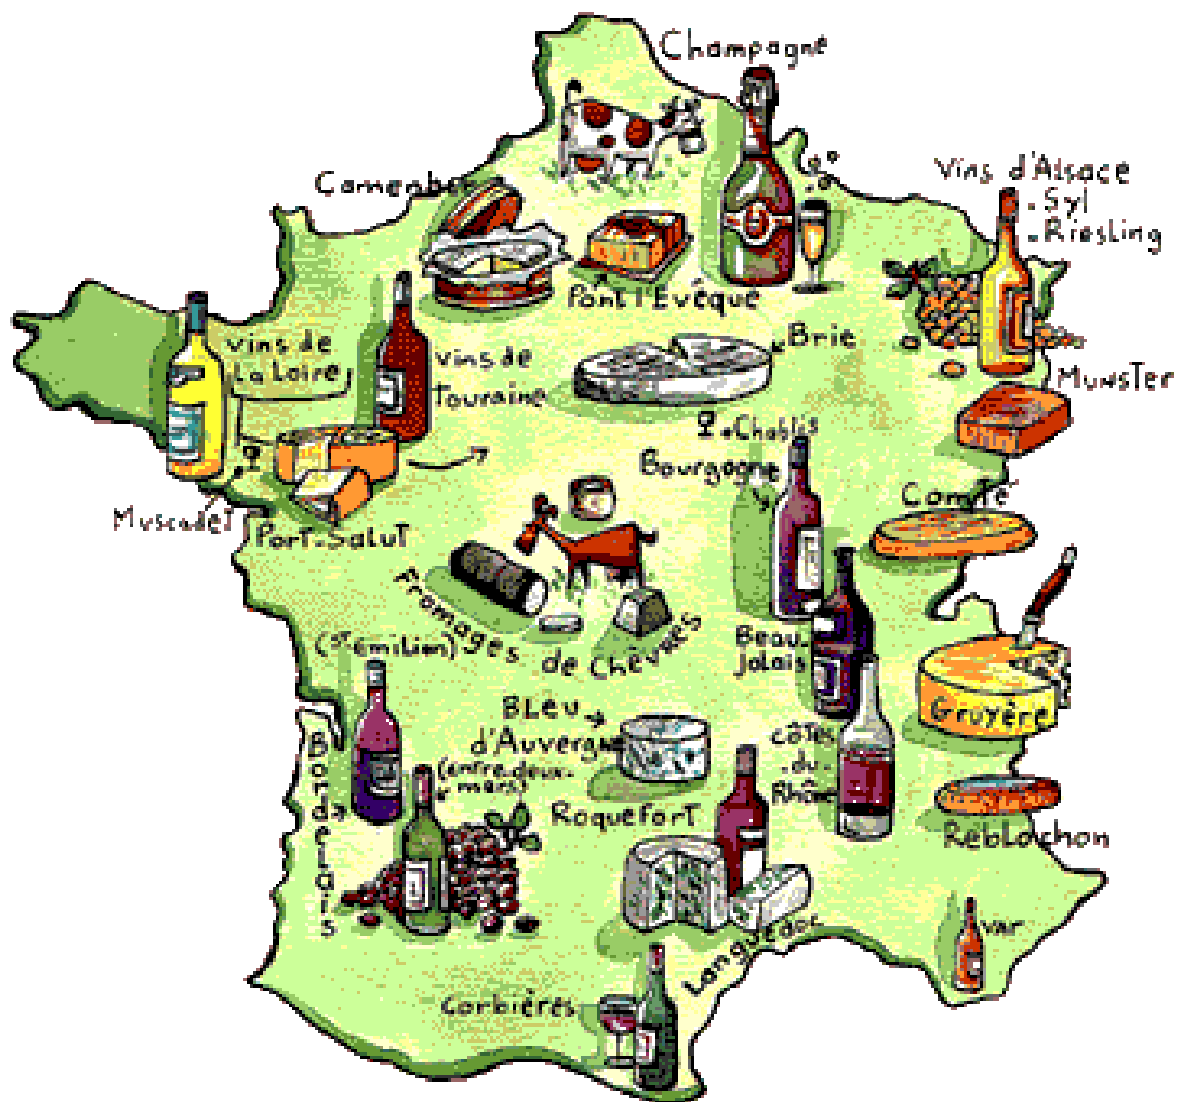 Champagne
Camembert
Vins d'Alsace
. Syl
. Riesling
Pont l'Evêque
Brie
vins de
La Loire
vins de
Touraine
Munster
Chablis
Bourgogne
Comté
Muscadet
Port-Salut
Fromages de Chèvres
Beau-
jolais
(St émilion)
Gruyère
Bleu
d'Auvergne
côtes
du
Rhône
Bordelais
(entre-deux-
mers)
Roquefort
Reblochon
Var
Languedoc
Corbières